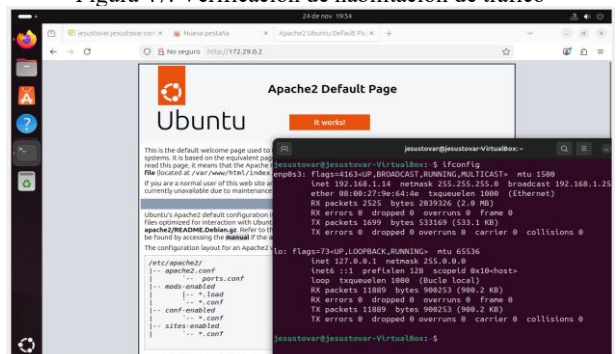 Figura 47. Verificación de habilitación de tráfico
24 de nov 19:54
jesustovar.jesustovar.com
Nueva pestaña
Apache2 Ubuntu Default Pa
No seguro http://172.29.0.2
Apache2 Default Page
Ubuntu
It works!
This is the default welcome page used to
systems. It is based on the equivalent page
read this page, it means that the Apache
file (located at /var/www/html/index
If you are a normal user of this web site an
currently unavailable due to maintenance
Ubuntu's Apache2 default configuration is
files optimized for interaction with Ubunt
apache2/README.Debian.gz. Refer to th
be found by accessing the manual if the
The configuration layout for an Apache2
/etc/apache2/
|-- apache2.conf
|   `-- ports.conf
|-- mods-enabled
|   |-- *.load
|   `-- *.conf
|-- conf-enabled
|   `-- *.conf
|-- sites-enabled
|   `-- *.conf
jesustovar@jesustovar-VirtualBox: ~
jesustovar@jesustovar-VirtualBox:~$ ifconfig
enp0s3: flags=4163<UP,BROADCAST,RUNNING,MULTICAST> mtu 1500
inet 192.168.1.14 netmask 255.255.255.0 broadcast 192.168.1.25
ether 08:00:27:9e:64:4e txqueuelen 1000 (Ethernet)
RX packets 2525 bytes 2039326 (2.0 MB)
RX errors 0 dropped 0 overruns 0 frame 0
TX packets 1699 bytes 533169 (533.1 KB)
TX errors 0 dropped 0 overruns 0 carrier 0 collisions 0
lo: flags=73<UP,LOOPBACK,RUNNING> mtu 65536
inet 127.0.0.1 netmask 255.0.0.0
inet6 ::1 prefixlen 128 scopeid 0x10<host>
loop txqueuelen 1000 (Bucle local)
RX packets 11889 bytes 900253 (900.2 KB)
RX errors 0 dropped 0 overruns 0 frame 0
TX packets 11889 bytes 900253 (900.2 KB)
TX errors 0 dropped 0 overruns 0 carrier 0 collisions 0
jesustovar@jesustovar-VirtualBox:~$